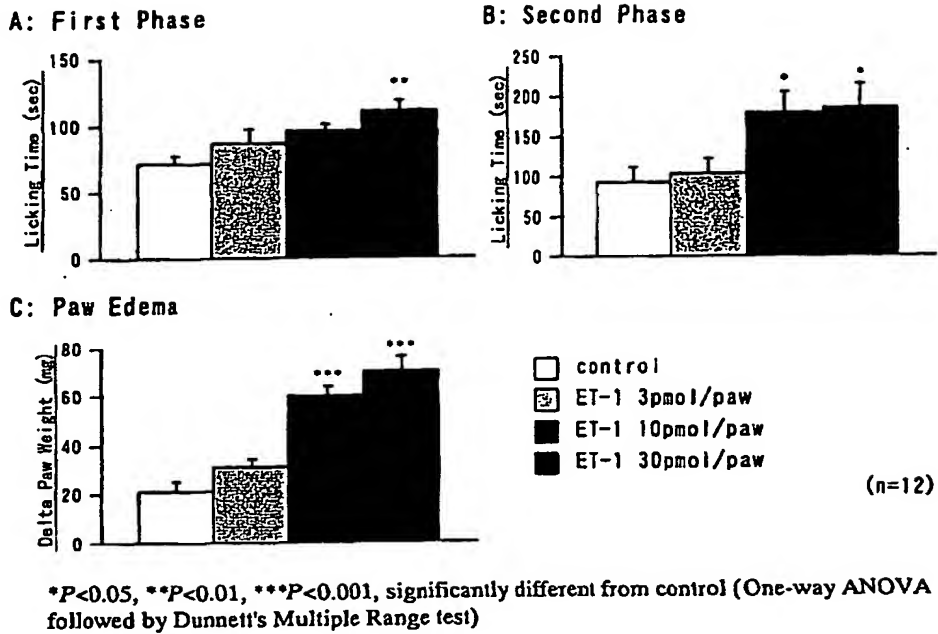 A: First Phase
Licking Time (sec)
150
100
50
0
**
B: Second Phase
Licking Time (sec)
250
200
150
100
50
0
*
*
C: Paw Edema
Delta Paw Weight (mg)
80
60
40
20
0
***
***
control
ET-1 3pmol/paw
ET-1 10pmol/paw
ET-1 30pmol/paw
(n=12)
*P<0.05, **P<0.01, ***P<0.001, significantly different from control (One-way ANOVA
followed by Dunnett's Multiple Range test)